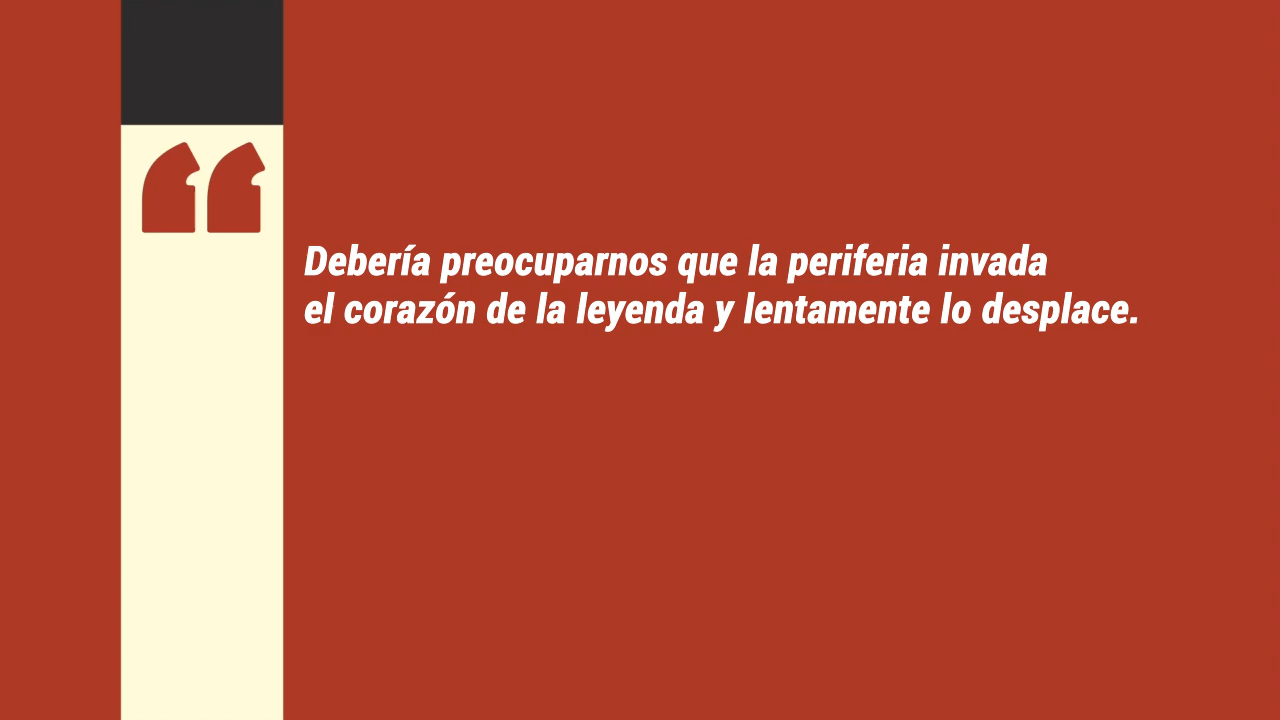 Debería preocuparnos que la periferia invada
el corazón de la leyenda y lentamente lo desplace.